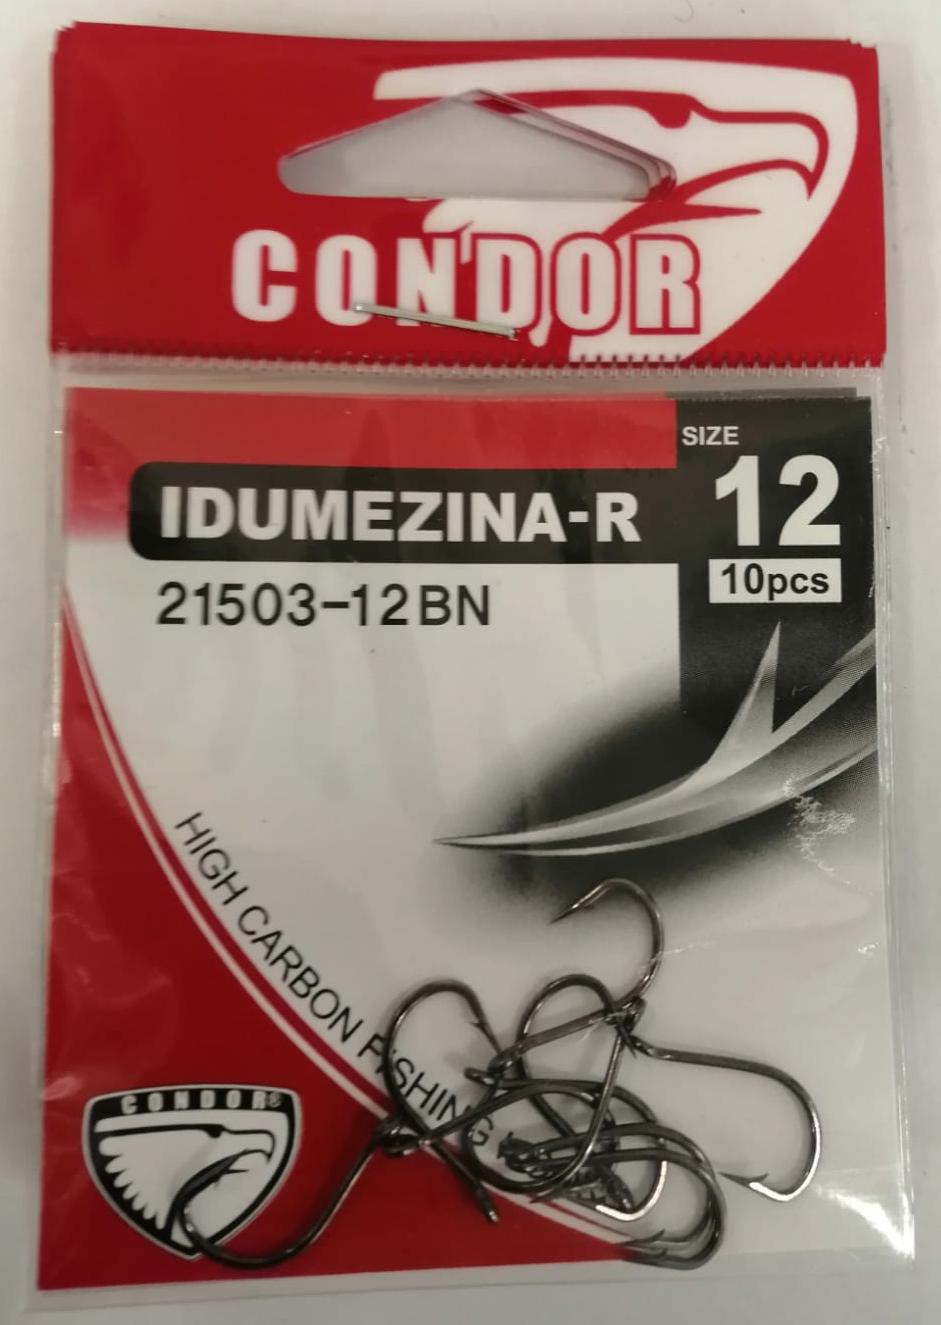 CONDOR
SIZE
12
10pcs
IDUMEZINA-R
21503-12BN
HIGH CARBON FISHING
CONDOR®